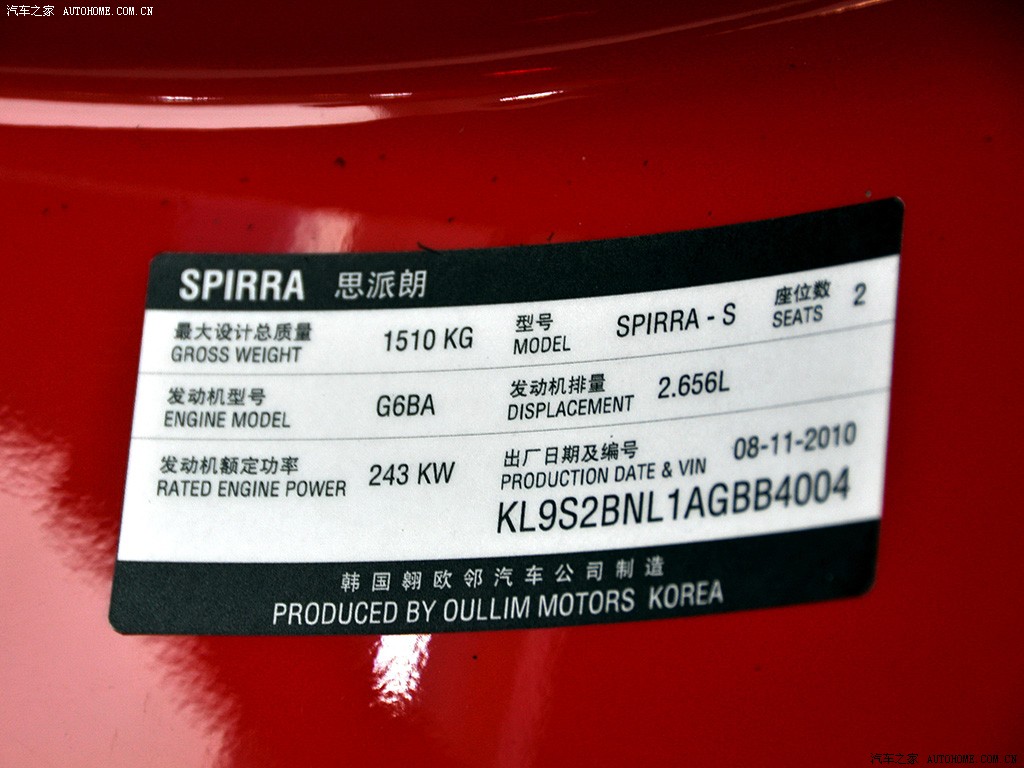 汽车之家 AUTOHOME.COM.CN
SPIRRA 思派朗
最大设计总质量 1510 KG 型号 SPIRRA - S 座位数 2
GROSS WEIGHT MODEL SEATS
发动机型号 G6BA 发动机排量 2.656L
ENGINE MODEL DISPLACEMENT
发动机额定功率 243 KW 出厂日期及编号 08-11-2010
RATED ENGINE POWER PRODUCTION DATE & VIN
KL9S2BNL1AGBB4004
韩国翱欧邻汽车公司制造
PRODUCED BY OULLIM MOTORS KOREA
汽车之家 AUTOHOME.COM.CN